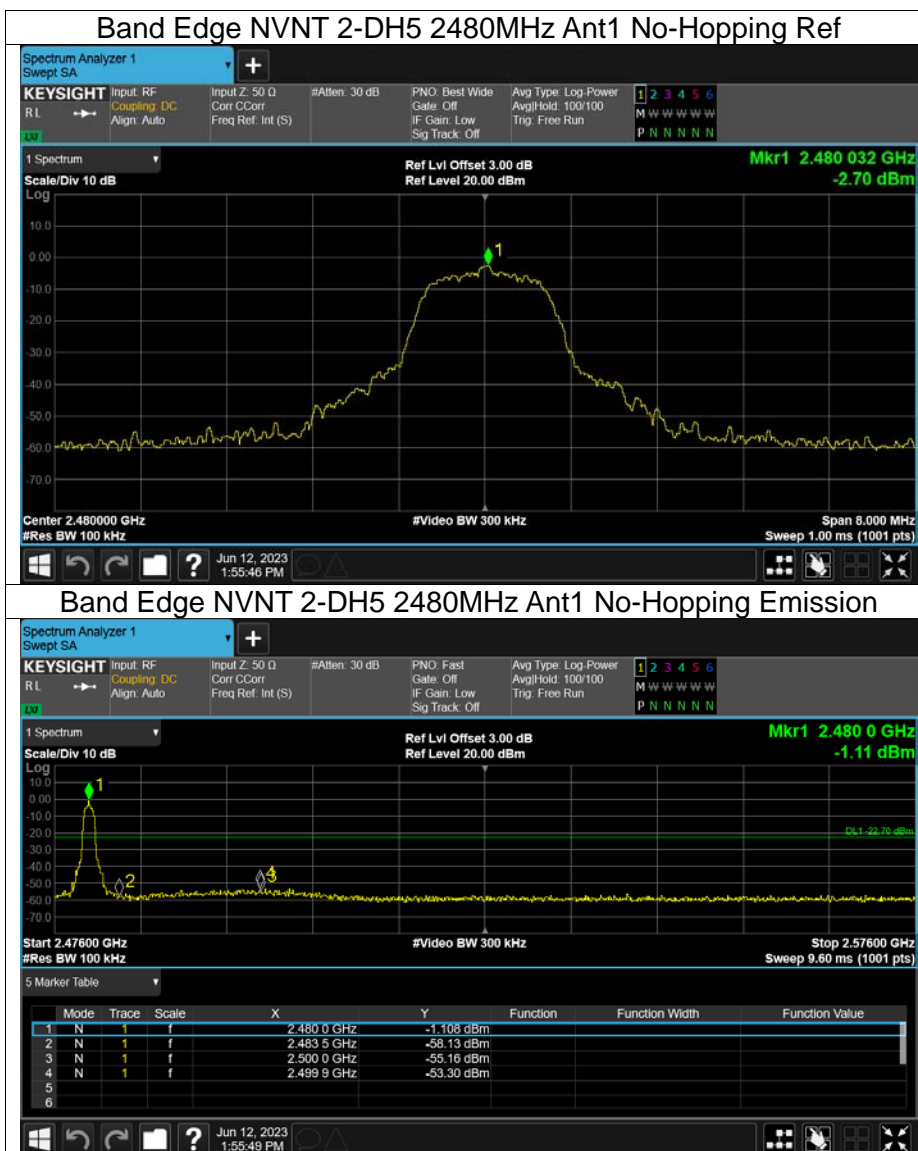 Band Edge NVNT 2-DH5 2480MHz Ant1 No-Hopping Ref
Spectrum Analyzer 1
Swept SA
+
KEYSIGHT Input: RF Input Z: 50 Ω #Atten: 30 dB PNO: Best Wide Avg Type: Log-Power 1 2 3 4 5 6
RL Coupling: DC Corr CCorr Gate: Off Avg|Hold: 100/100 M W W W W W
Align: Auto Freq Ref: Int (S) IF Gain: Low Trig: Free Run
LXI Sig Track: Off P N N N N N
1 Spectrum Ref Lvl Offset 3.00 dB Mkr1 2.480 032 GHz
Scale/Div 10 dB Ref Level 20.00 dBm -2.70 dBm
Log
10.0
0.00
1
-10.0
-20.0
-30.0
-40.0
-50.0
-60.0
-70.0
Center 2.480000 GHz #Video BW 300 kHz Span 8.000 MHz
#Res BW 100 kHz Sweep 1.00 ms (1001 pts)
? Jun 12, 2023
1:55:46 PM
Band Edge NVNT 2-DH5 2480MHz Ant1 No-Hopping Emission
Spectrum Analyzer 1
Swept SA
+
KEYSIGHT Input: RF Input Z: 50 Ω #Atten: 30 dB PNO: Fast Avg Type: Log-Power 1 2 3 4 5 6
RL Coupling: DC Corr CCorr Gate: Off Avg|Hold: 100/100 M W W W W W
Align: Auto Freq Ref: Int (S) IF Gain: Low Trig: Free Run
LXI Sig Track: Off P N N N N N
1 Spectrum Ref Lvl Offset 3.00 dB Mkr1 2.480 0 GHz
Scale/Div 10 dB Ref Level 20.00 dBm -1.11 dBm
Log
10.0 1
0.00
-10.0
-20.0 DL1 -22.70 dBm
-30.0
-40.0
-50.0 2 4 3
-60.0
-70.0
Start 2.47600 GHz #Video BW 300 kHz Stop 2.57600 GHz
#Res BW 100 kHz Sweep 9.60 ms (1001 pts)
5 Marker Table
Mode Trace Scale X Y Function Function Width Function Value
1 N 1 f 2.480 0 GHz -1.108 dBm
2 N 1 f 2.483 5 GHz -58.13 dBm
3 N 1 f 2.500 0 GHz -55.16 dBm
4 N 1 f 2.499 9 GHz -53.30 dBm
5
6
? Jun 12, 2023
1:55:49 PM